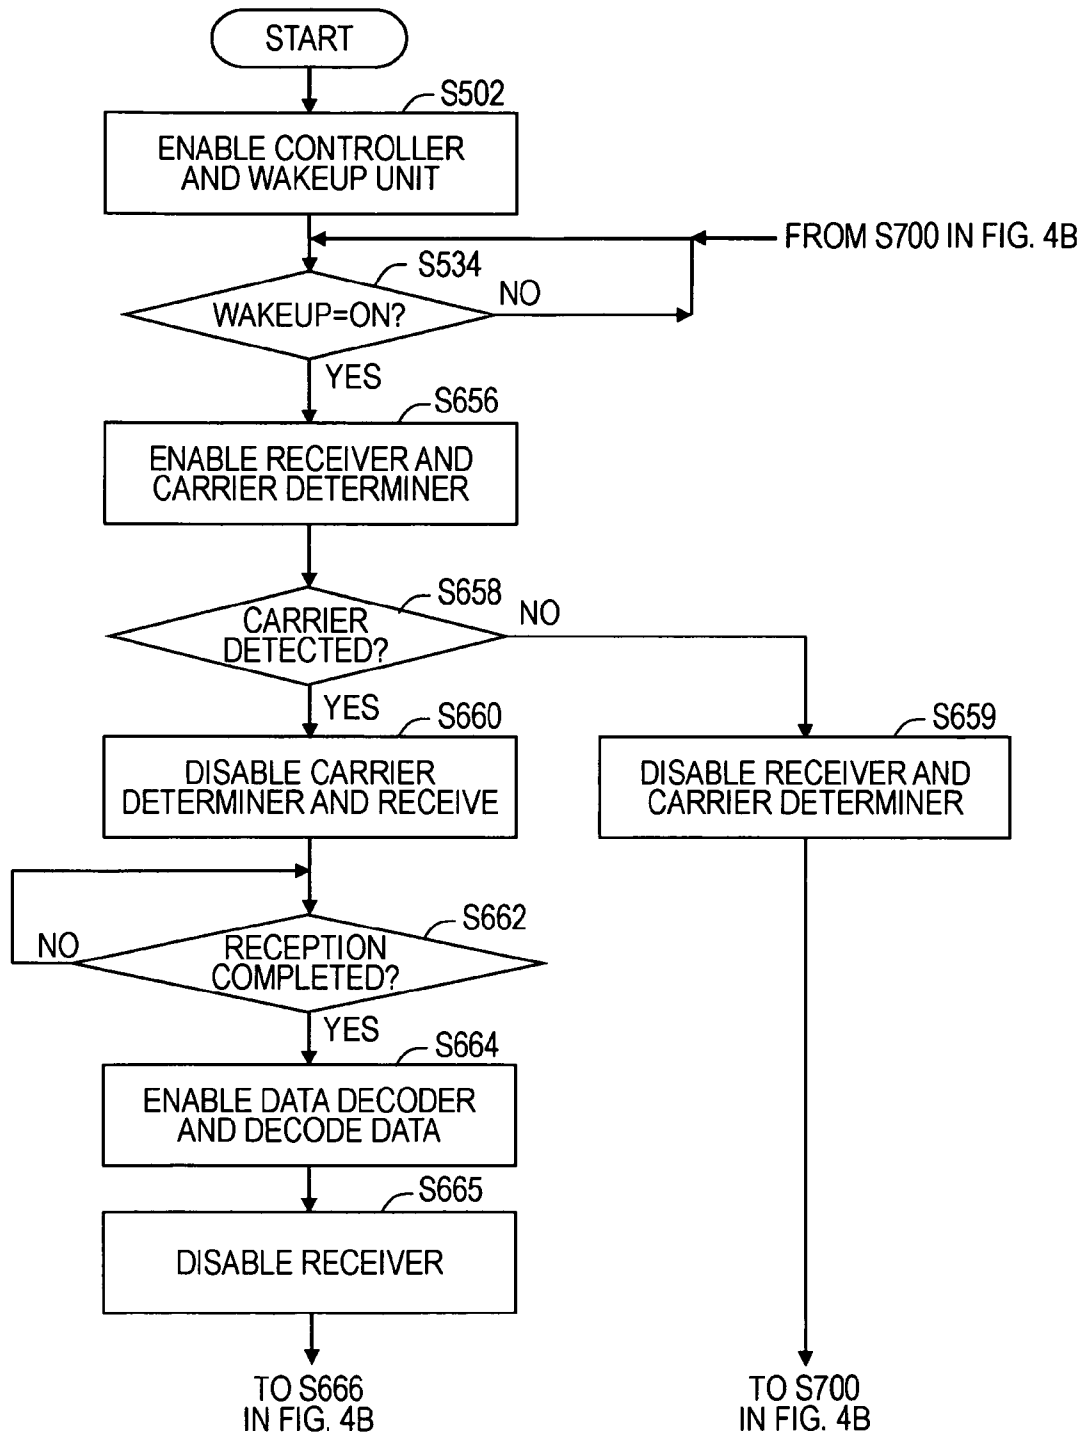 START
S502
ENABLE CONTROLLER
AND WAKEUP UNIT
FROM S700 IN FIG. 4B
S534
WAKEUP=ON?
NO
YES
S656
ENABLE RECEIVER AND
CARRIER DETERMINER
S658
CARRIER
DETECTED?
NO
YES
S660
DISABLE CARRIER
DETERMINER AND RECEIVE
S659
DISABLE RECEIVER AND
CARRIER DETERMINER
S662
RECEPTION
COMPLETED?
NO
YES
S664
ENABLE DATA DECODER
AND DECODE DATA
S665
DISABLE RECEIVER
TO S666
IN FIG. 4B
TO S700
IN FIG. 4B